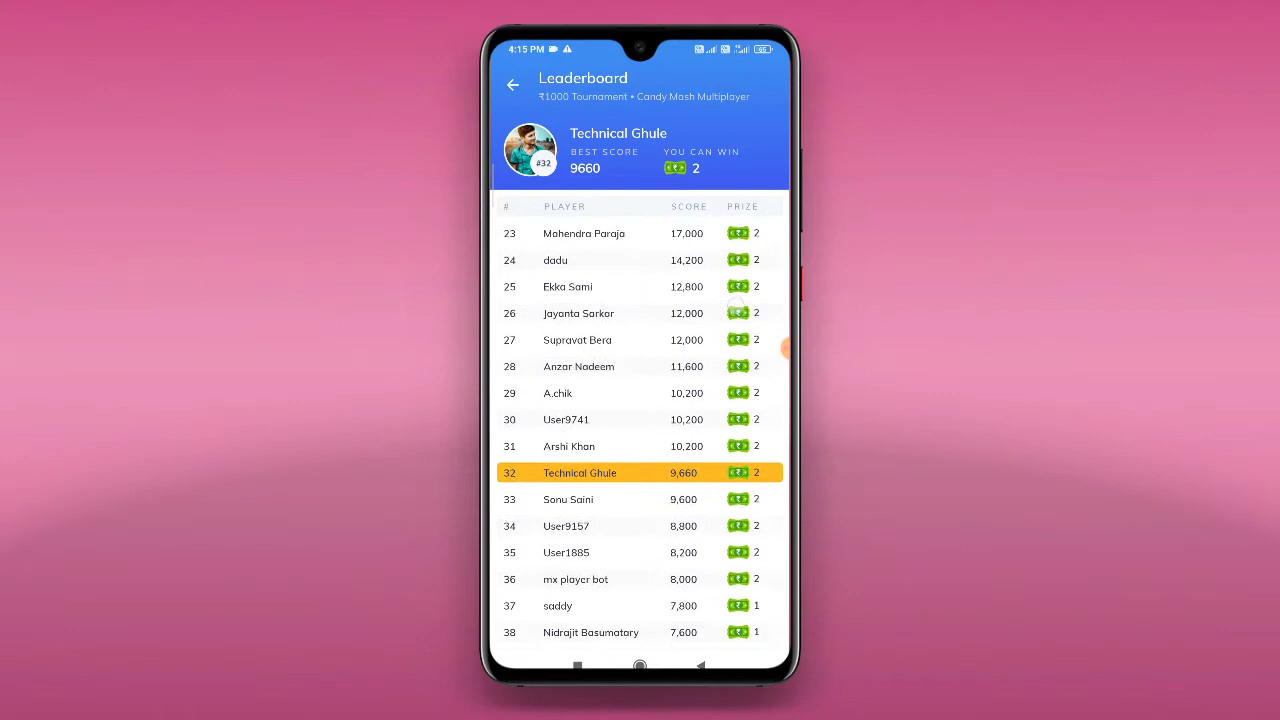 4:15 PM
Leaderboard
₹1000 Tournament • Candy Mash Multiplayer
Technical Ghule
BEST SCORE YOU CAN WIN
#32
9660 ₹ 2
# PLAYER SCORE PRIZE
23 Mahendra Paraja 17,000 ₹ 2
24 dadu 14,200 ₹ 2
25 Ekka Sami 12,800 ₹ 2
26 Jayanta Sarkar 12,000 ₹ 2
27 Supravat Bera 12,000 ₹ 2
28 Anzar Nadeem 11,600 ₹ 2
29 A.chik 10,200 ₹ 2
30 User9741 10,200 ₹ 2
31 Arshi Khan 10,200 ₹ 2
32 Technical Ghule 9,660 ₹ 2
33 Sonu Saini 9,600 ₹ 2
34 User9157 8,800 ₹ 2
35 User1885 8,200 ₹ 2
36 mx player bot 8,000 ₹ 2
37 saddy 7,800 ₹ 1
38 Nidrajit Basumatary 7,600 ₹ 1